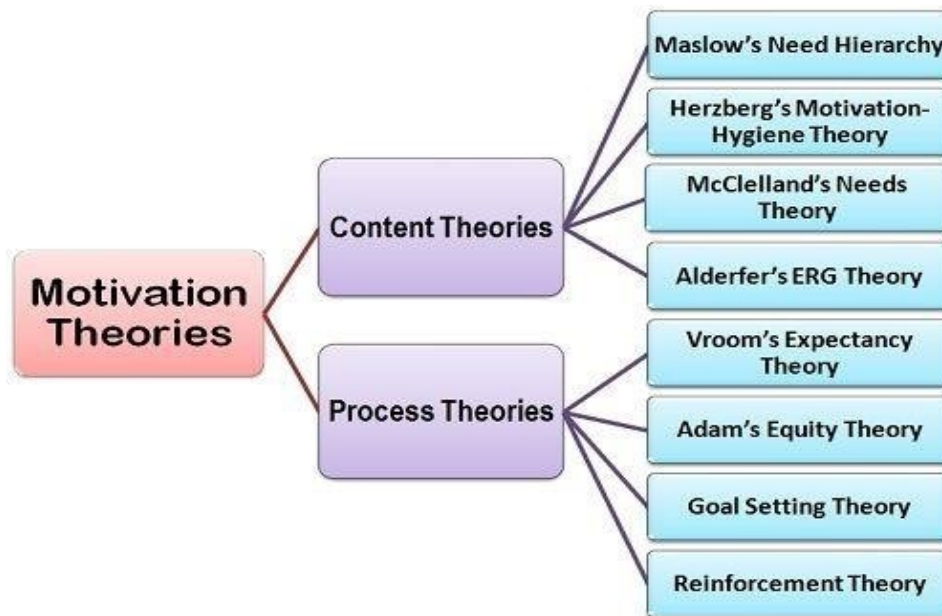 Motivation
Theories
Content Theories
Process Theories
Maslow's Need Hierarchy
Herzberg's Motivation-
Hygiene Theory
McClelland's Needs
Theory
Alderfer's ERG Theory
Vroom's Expectancy
Theory
Adam's Equity Theory
Goal Setting Theory
Reinforcement Theory